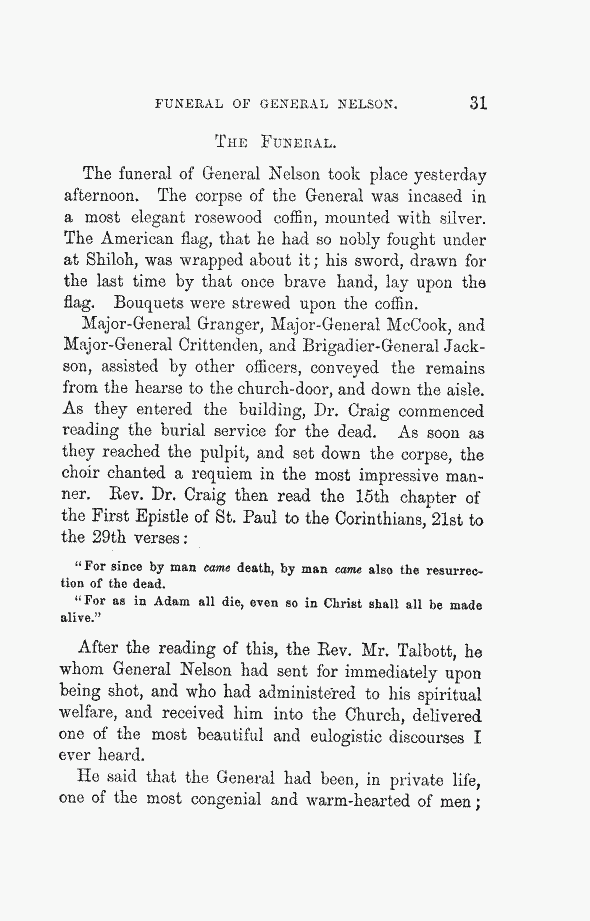 FUNERAL OF GENERAL NELSON. 31
THE FUNERAL.
The funeral of General Nelson took place yesterday
afternoon. The corpse of the General was incased in
a most elegant rosewood coffin, mounted with silver.
The American flag, that he had so nobly fought under
at Shiloh, was wrapped about it; his sword, drawn for
the last time by that once brave hand, lay upon the
flag. Bouquets were strewed upon the coffin.
Major-General Granger, Major-General McCook, and
Major-General Crittenden, and Brigadier-General Jack-
son, assisted by other officers, conveyed the remains
from the hearse to the church-door, and down the aisle.
As they entered the building, Dr. Craig commenced
reading the burial service for the dead. As soon as
they reached the pulpit, and set down the corpse, the
choir chanted a requiem in the most impressive man-
ner. Rev. Dr. Craig then read the 15th chapter of
the First Epistle of St. Paul to the Corinthians, 21st to
the 29th verses:
"For since by man came death, by man came also the resurrec-
tion of the dead.
"For as in Adam all die, even so in Christ shall all be made
alive."
After the reading of this, the Rev. Mr. Talbott, he
whom General Nelson had sent for immediately upon
being shot, and who had administered to his spiritual
welfare, and received him into the Church, delivered
one of the most beautiful and eulogistic discourses I
ever heard.
He said that the General had been, in private life,
one of the most congenial and warm-hearted of men;